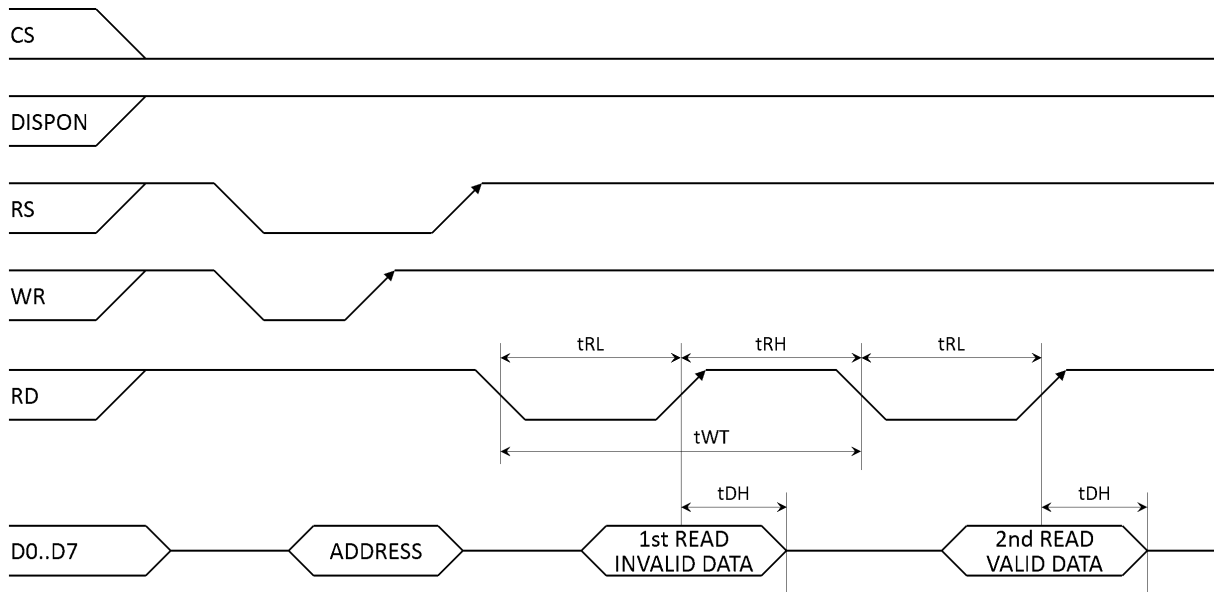 CS
DISPON
RS
WR
tRL tRH tRL
RD
tWT
tDH tDH
D0..D7 ADDRESS 1st READ INVALID DATA 2nd READ VALID DATA